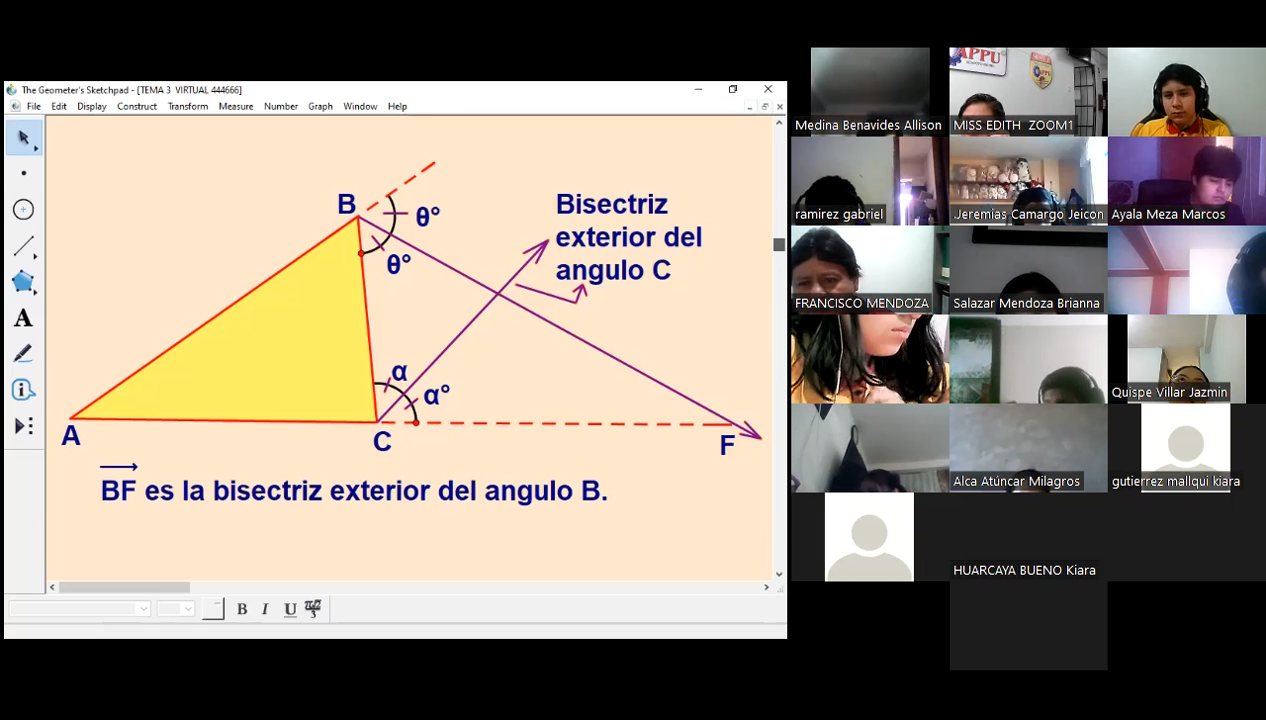 The Geometer's Sketchpad - [TEMA 3 VIRTUAL 444666]
File Edit Display Construct Transform Measure Number Graph Window Help
B
θ°
θ°
Bisectriz
exterior del
angulo C
α
α°
A
C
F
BF es la bisectriz exterior del angulo B.
A
B I U
Medina Benavides Allison
APPU
MISS EDITH ZOOM1
ramirez gabriel
Jeremias Camargo Jeicon
Ayala Meza Marcos
FRANCISCO MENDOZA
Salazar Mendoza Brianna
Quispe Villar Jazmin
Alca Atúncar Milagros
gutierrez mallqui kiara
HUARCAYA BUENO Kiara